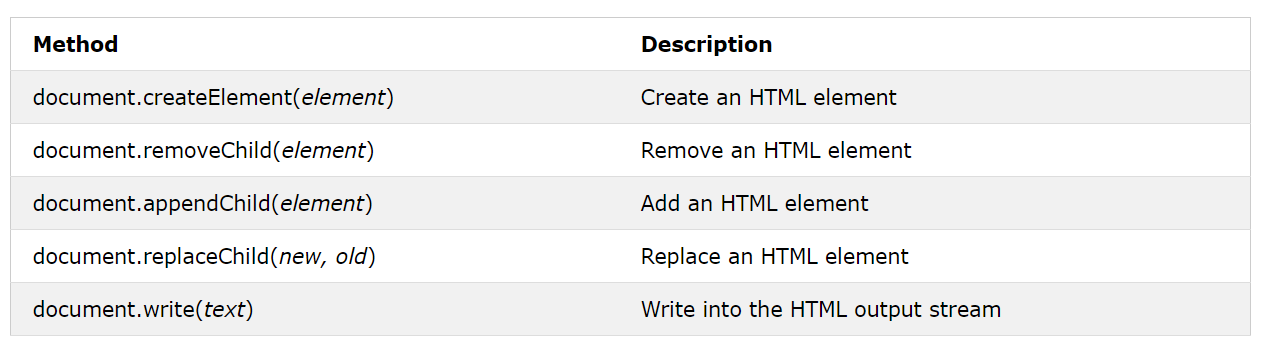 Method Description
document.createElement(element) Create an HTML element
document.removeChild(element) Remove an HTML element
document.appendChild(element) Add an HTML element
document.replaceChild(new, old) Replace an HTML element
document.write(text) Write into the HTML output stream